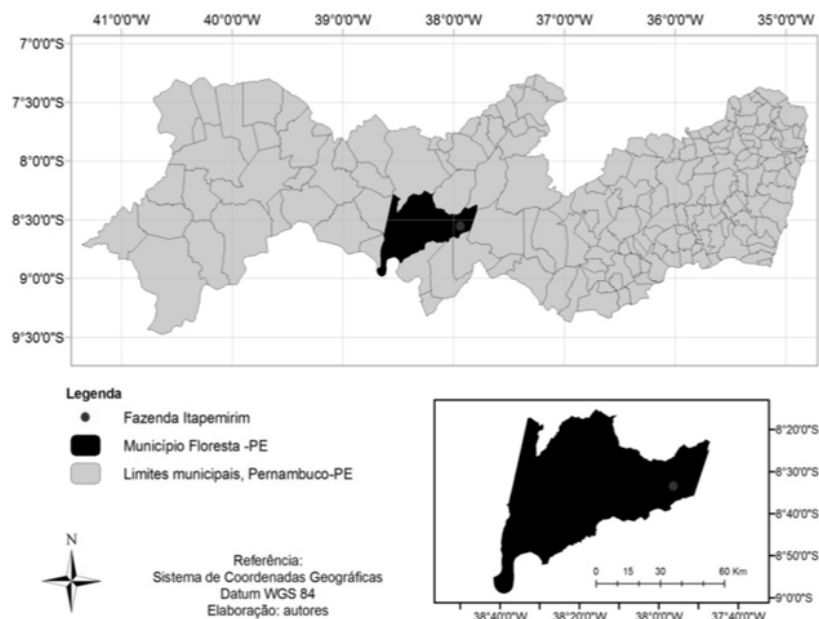 41°0'0"W 40°0'0"W 39°0'0"W 38°0'0"W 37°0'0"W 36°0'0"W 35°0'0"W
7°0'0"S
7°30'0"S
8°0'0"S
8°30'0"S
9°0'0"S
9°30'0"S
Legenda
Fazenda Itapemirim
Município Floresta -PE
Limites municipais, Pernambuco-PE
N
Referência:
Sistema de Coordenadas Geográficas
Datum WGS 84
Elaboração: autores
8°20'0"S
8°30'0"S
8°40'0"S
8°50'0"S
9°0'0"S
0 15 30 60 Km
38°40'0"W 38°20'0"W 38°0'0"W 37°40'0"W